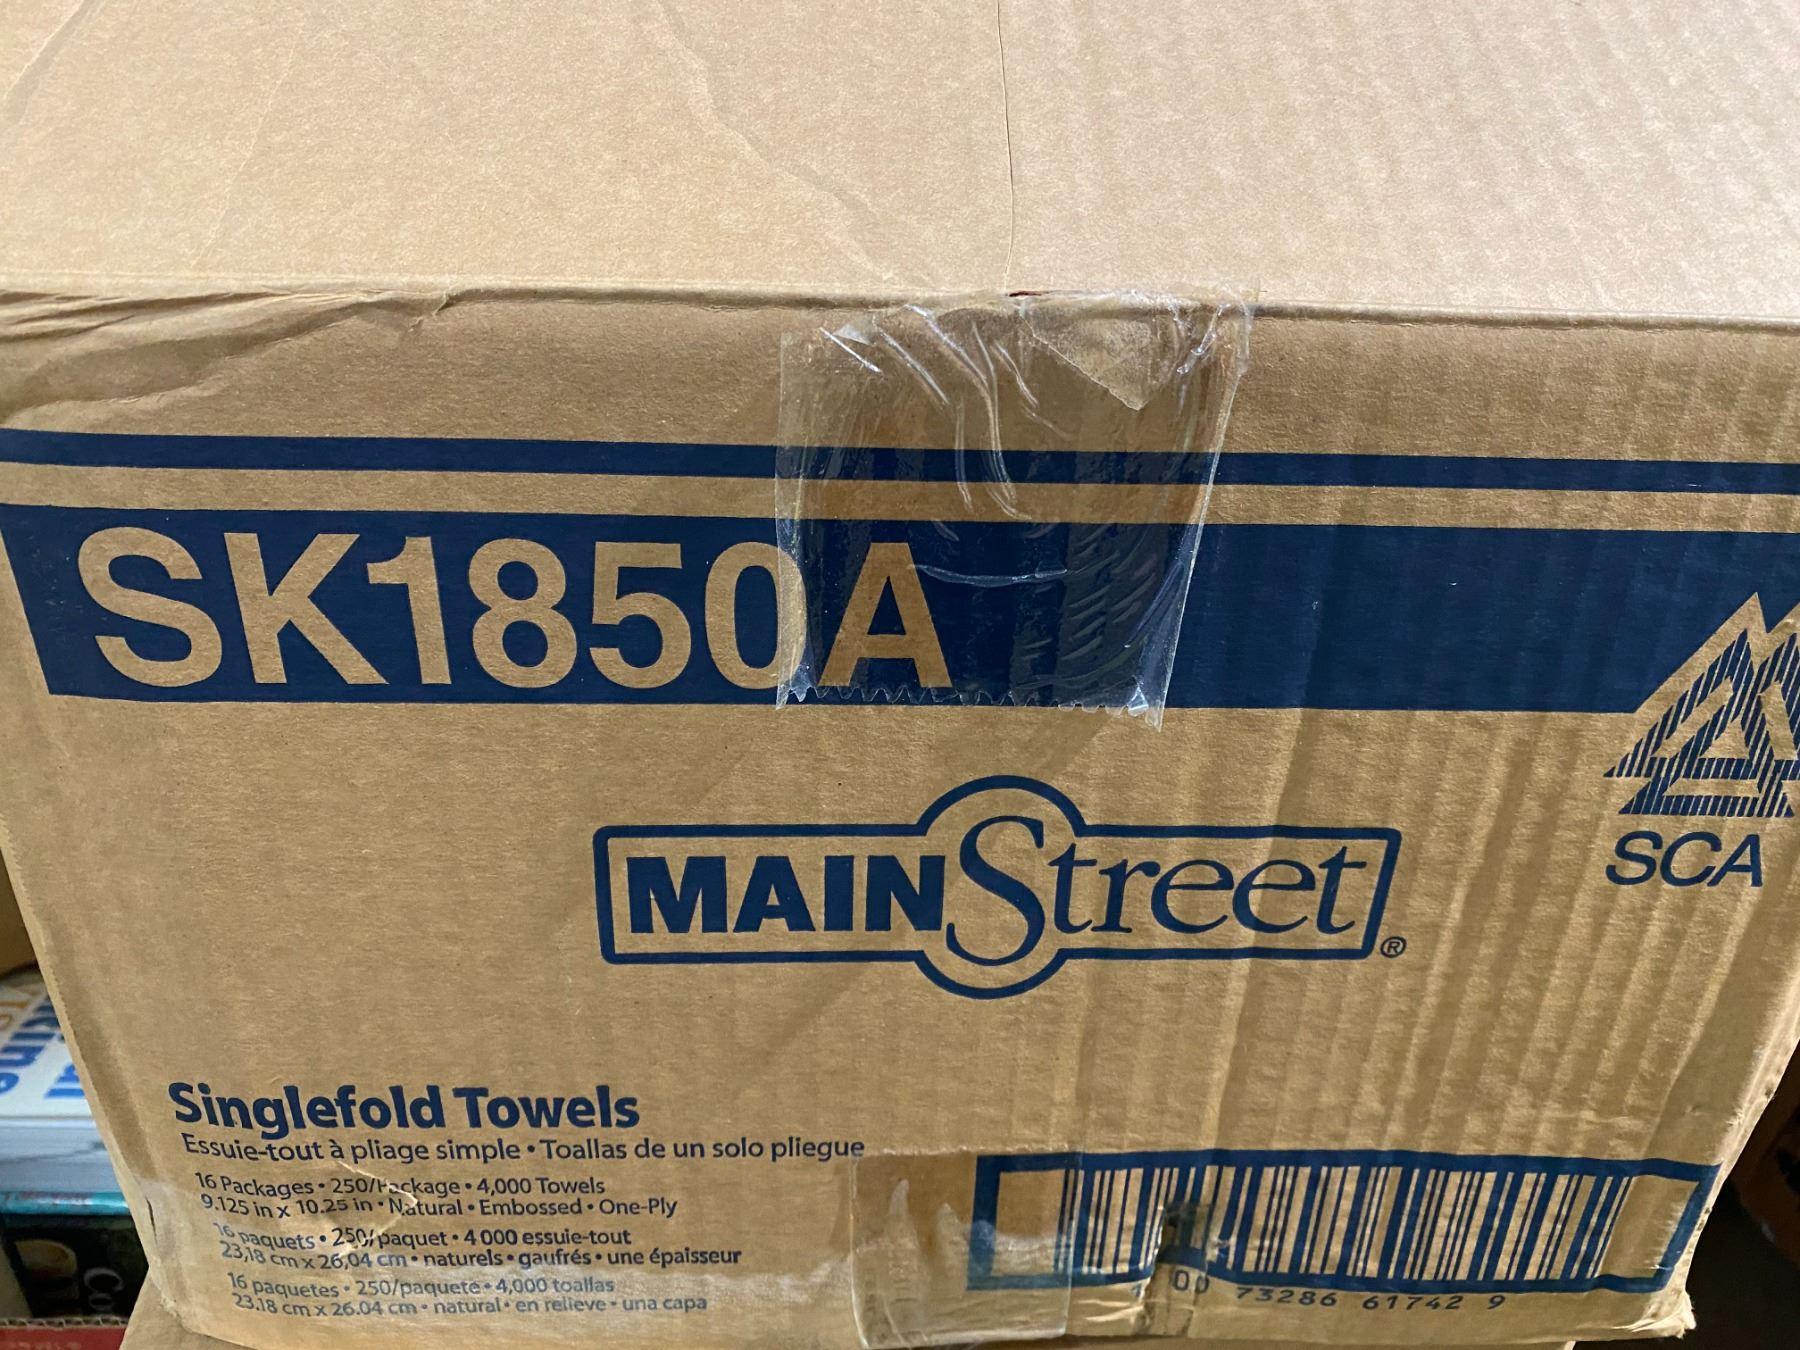 SK1850A
MAINStreet®
SCA
Singlefold Towels
Essuie-tout à pliage simple • Toallas de un solo pliegue
16 Packages • 250/Package • 4,000 Towels
9.125 in x 10.25 in • Natural • Embossed • One-Ply
16 paquets • 250/paquet • 4 000 essuie-tout
23,18 cm x 26,04 cm • naturels • gaufrés • une épaisseur
16 paquetes • 250/paquete • 4,000 toallas
23.18 cm x 26.04 cm • natural • en relieve • una capa
1 00 73286 61742 9